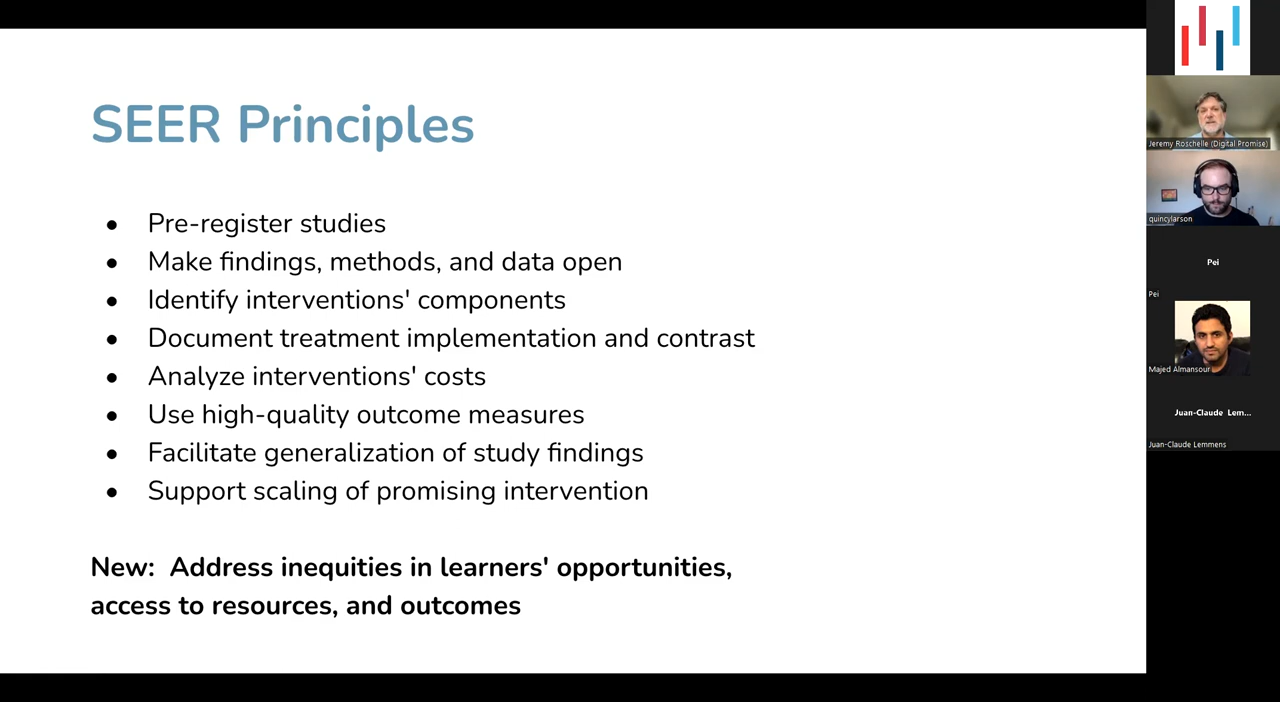 SEER Principles
● Pre-register studies
● Make findings, methods, and data open
● Identify interventions' components
● Document treatment implementation and contrast
● Analyze interventions' costs
● Use high-quality outcome measures
● Facilitate generalization of study findings
● Support scaling of promising intervention
New: Address inequities in learners' opportunities,
access to resources, and outcomes
Jeremy Roschelle (Digital Promise)
quincylarson
Pei
Pei
Majed Almansour
Juan-Claude Lem...
Juan-Claude Lemmens